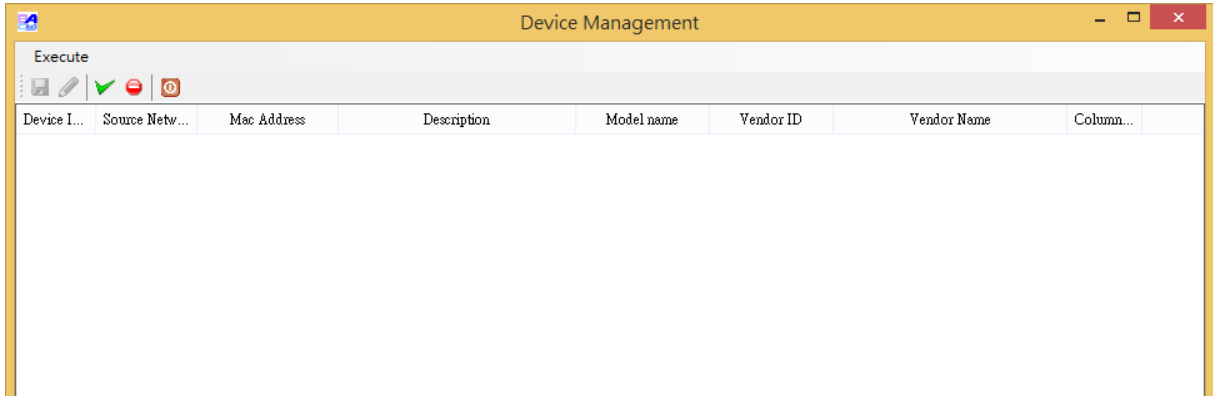 Device Management
Execute
Device I... Source Netw... Mac Address Description Model name Vendor ID Vendor Name Column...